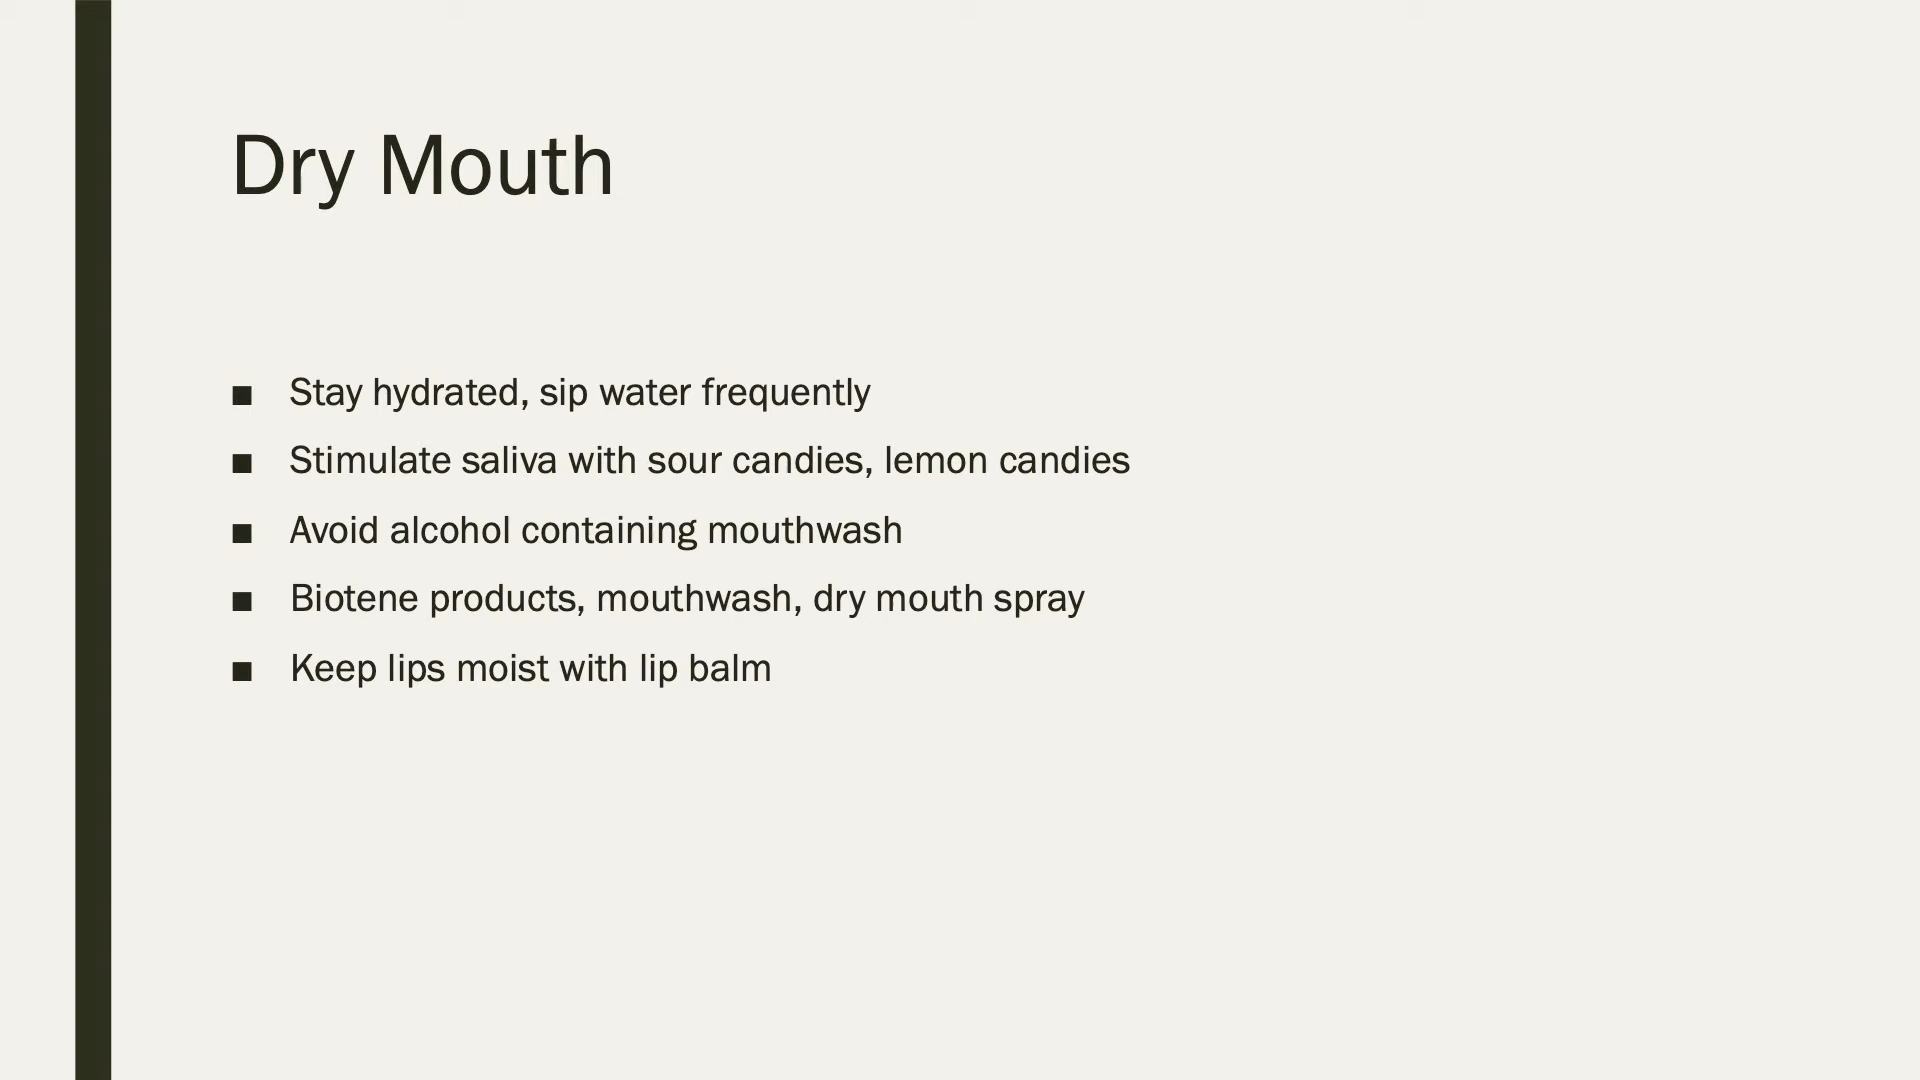 Dry Mouth
■ Stay hydrated, sip water frequently
■ Stimulate saliva with sour candies, lemon candies
■ Avoid alcohol containing mouthwash
■ Biotene products, mouthwash, dry mouth spray
■ Keep lips moist with lip balm